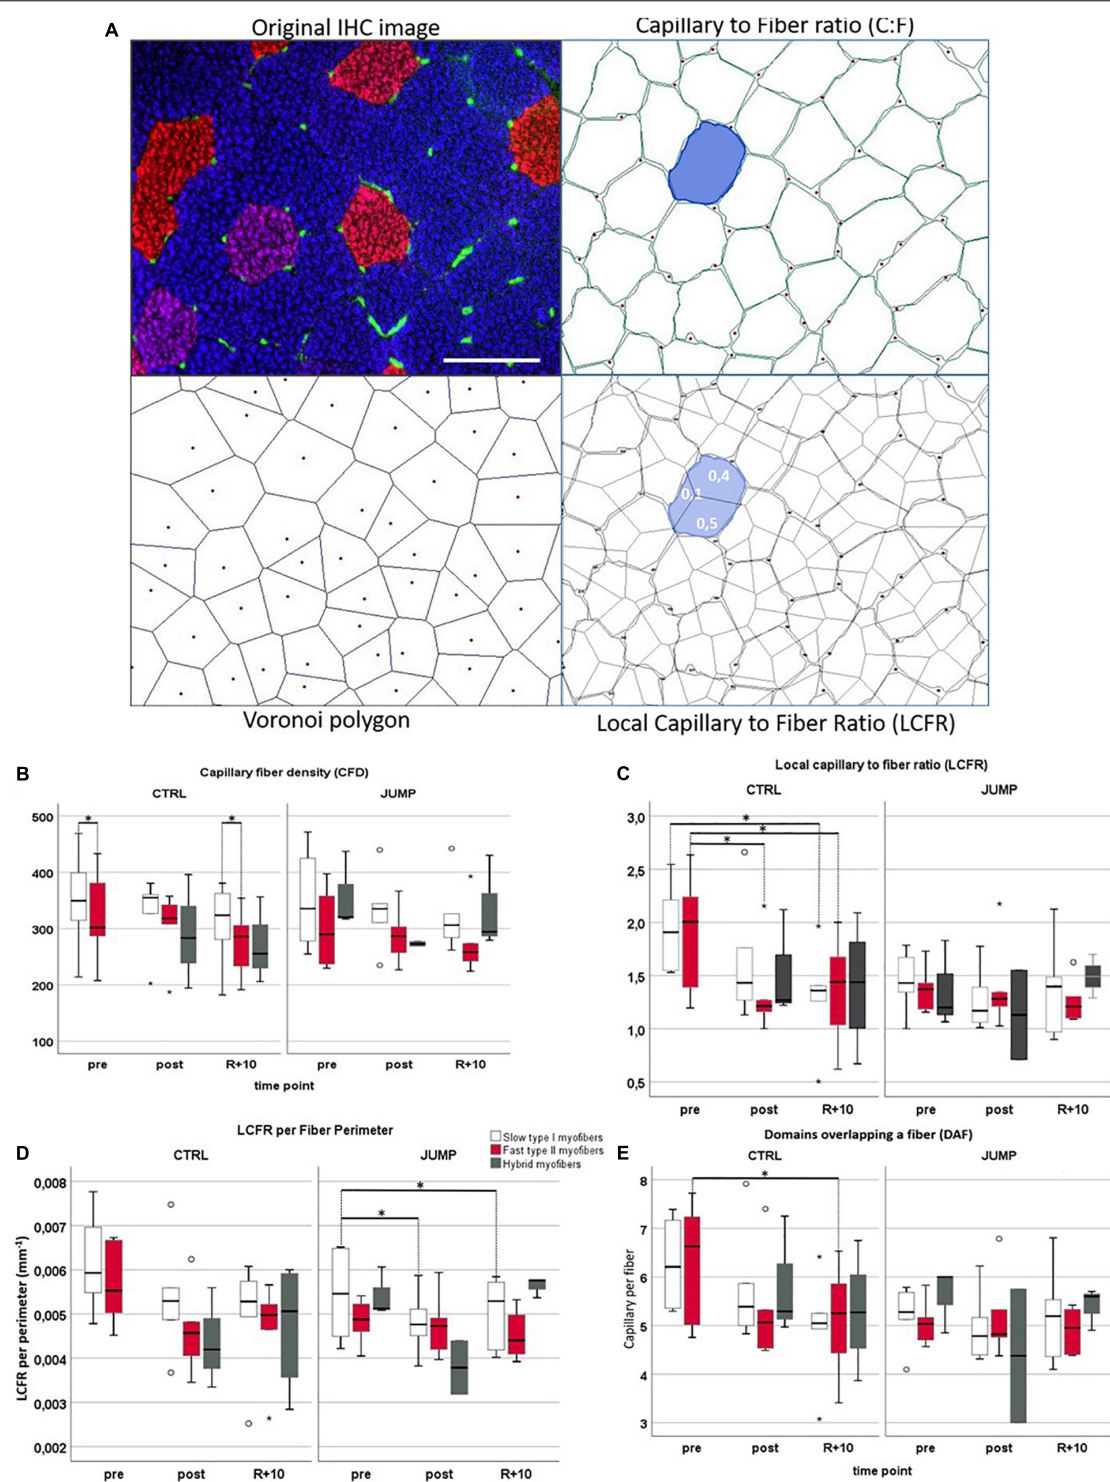 A
Original IHC image
Capillary to Fiber ratio (C:F)
0,4
0,1
0,5
Voronoi polygon
Local Capillary to Fiber Ratio (LCFR)
B
Capillary fiber density (CFD)
CTRL
JUMP
500
400
300
200
100
*
*
*
*
*
pre
post
R+10
pre
post
R+10
time point
C
Local capillary to fiber ratio (LCFR)
CTRL
JUMP
3,0
2,5
2,0
1,5
1,0
0,5
*
*
*
*
*
*
*
pre
post
R+10
pre
post
R+10
D
LCFR per Fiber Perimeter
Slow type I myofibers
Fast type II myofibers
Hybrid myofibers
CTRL
JUMP
LCFR per perimeter (mm⁻¹)
0,008
0,007
0,006
0,005
0,004
0,003
0,002
*
*
*
pre
post
R+10
pre
post
R+10
E
Domains overlapping a fiber (DAF)
CTRL
JUMP
Capillary per fiber
8
7
6
5
4
3
*
*
*
pre
post
R+10
pre
post
R+10
time point